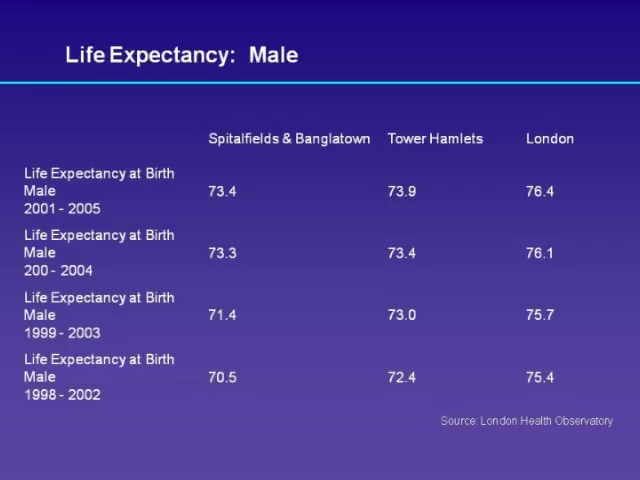 Life Expectancy: Male
Spitalfields & Banglatown Tower Hamlets London
Life Expectancy at Birth
Male
2001 - 2005
73.4 73.9 76.4
Life Expectancy at Birth
Male
200 - 2004
73.3 73.4 76.1
Life Expectancy at Birth
Male
1999 - 2003
71.4 73.0 75.7
Life Expectancy at Birth
Male
1998 - 2002
70.5 72.4 75.4
Source: London Health Observatory